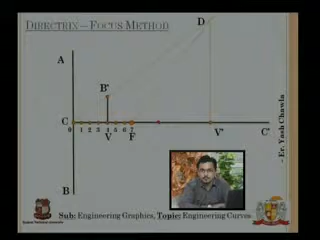 DIRECTRIX – FOCUS METHOD
D
A
B'
C 0 1 2 3 4 5 6 7 V' C'
V F
B
- Er. Yash Chawla
Sub: Engineering Graphics, Topic: Engineering Curves